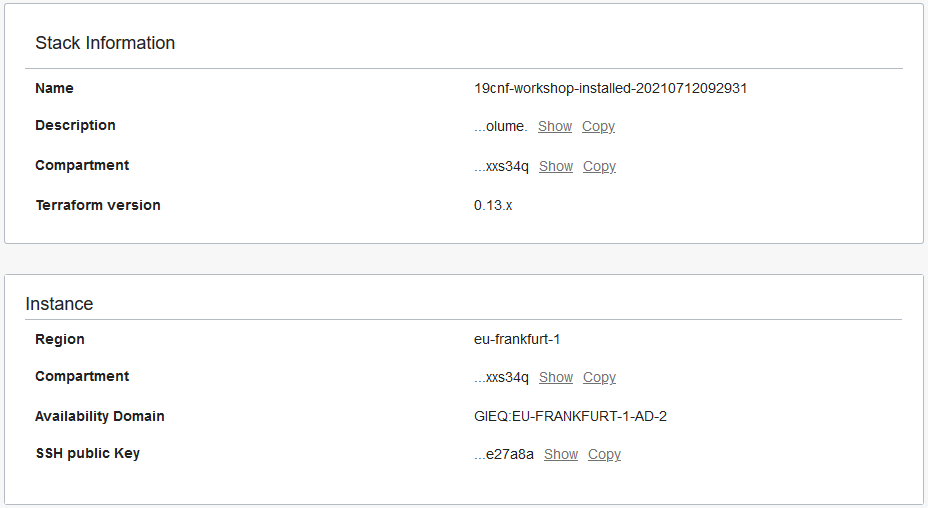 Stack Information
Name 19cnf-workshop-installed-20210712092931
Description ...olume. Show Copy
Compartment ...xxs34q Show Copy
Terraform version 0.13.x
Instance
Region eu-frankfurt-1
Compartment ...xxs34q Show Copy
Availability Domain GIEQ:EU-FRANKFURT-1-AD-2
SSH public Key ...e27a8a Show Copy